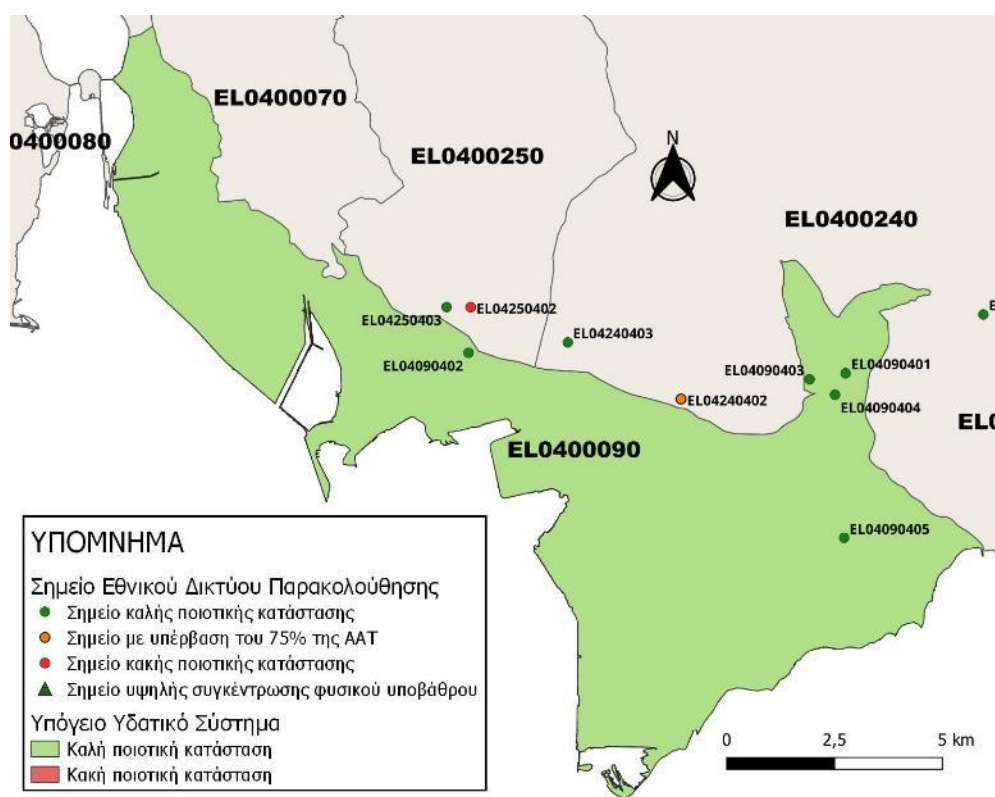 N
EL0400070
0400080
EL0400250
EL0400240
EL04250402
EL04250403
EL04240403
EL04090402
EL04090401
EL04090403
EL04090404
EL04240402
EL0400090
EL0
EL04090405
ΥΠΟΜΝΗΜΑ
Σημείο Εθνικού Δικτύου Παρακολούθησης
Σημείο καλής ποιοτικής κατάστασης
Σημείο με υπέρβαση του 75% της ΑΑΤ
Σημείο κακής ποιοτικής κατάστασης
Σημείο υψηλής συγκέντρωσης φυσικού υποβάθρου
Υπόγειο Υδατικό Σύστημα
Καλή ποιοτική κατάσταση
Κακή ποιοτική κατάσταση
0 2,5 5 km